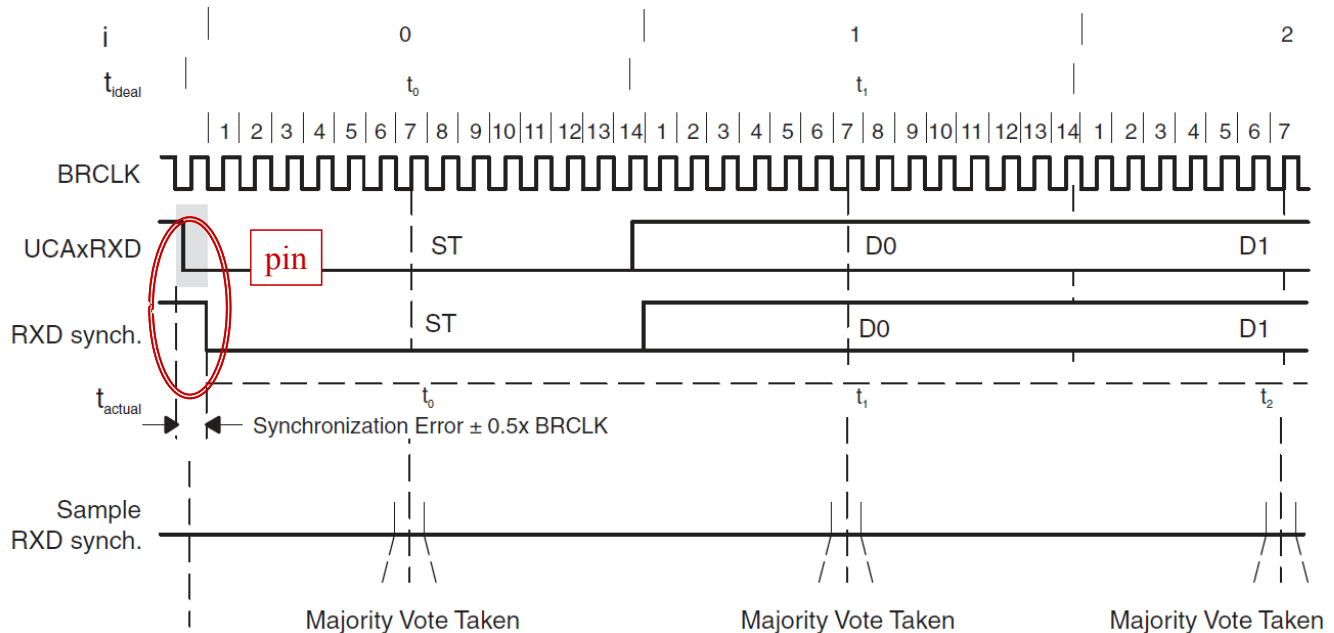 i 0 1 2
tideal t0 t1
1 2 3 4 5 6 7 8 9 10 11 12 13 14 1 2 3 4 5 6 7 8 9 10 11 12 13 14 1 2 3 4 5 6 7
BRCLK
UCAxRXD pin ST D0 D1
RXD synch. ST D0 D1
tactual t0 t1 t2
Synchronization Error ± 0.5x BRCLK
Sample
RXD synch.
Majority Vote Taken Majority Vote Taken Majority Vote Taken